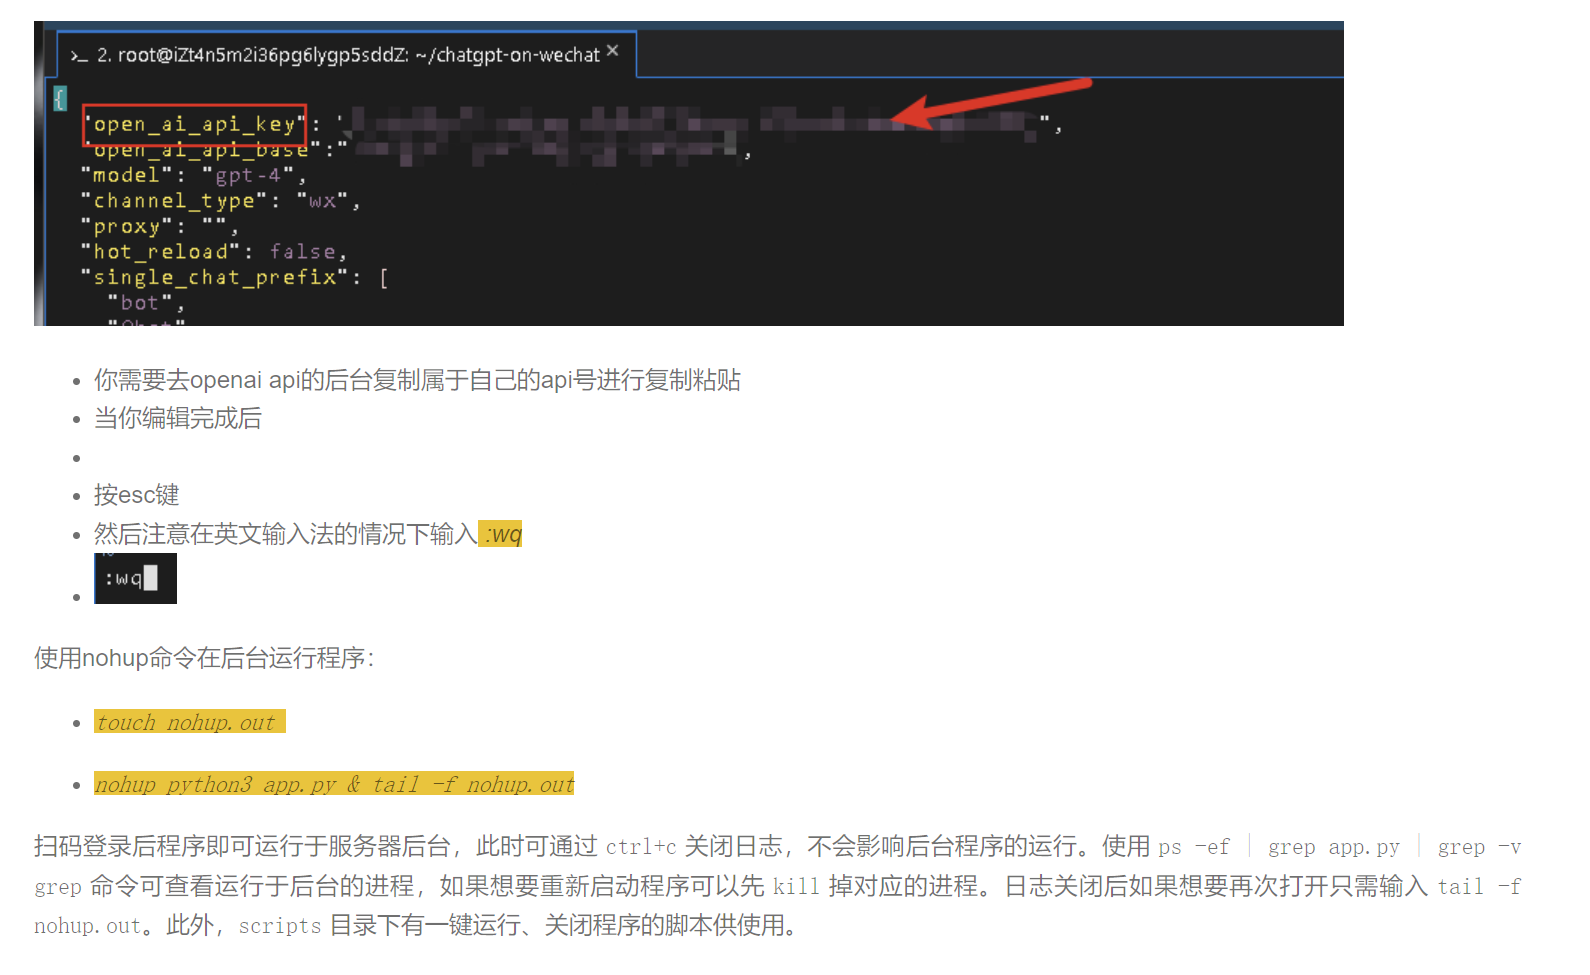 >_ 2. root@iZt4n5m2i36pg6lygp5sddZ: ~/chatgpt-on-wechat ×
{
"open_ai_api_key": '",
"open_ai_api_base":",
"model": "gpt-4",
"channel_type": "wx",
"proxy": "",
"hot_reload": false,
"single_chat_prefix": [
"bot",
• 你需要去openai api的后台复制属于自己的api号进行复制粘贴
• 当你编辑完成后
•
• 按esc键
• 然后注意在英文输入法的情况下输入 :wq
• :wq
使用nohup命令在后台运行程序：
• touch nohup.out
• nohup python3 app.py & tail -f nohup.out
扫码登录后程序即可运行于服务器后台，此时可通过 ctrl+c 关闭日志，不会影响后台程序的运行。使用 ps -ef | grep app.py | grep -v
grep 命令可查看运行于后台的进程，如果想要重新启动程序可以先 kill 掉对应的进程。日志关闭后如果想要再次打开只需输入 tail -f
nohup.out。此外，scripts 目录下有一键运行、关闭程序的脚本供使用。